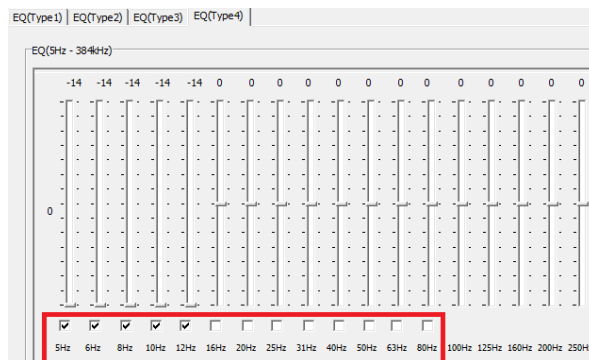 EQ(Type1) EQ(Type2) EQ(Type3) EQ(Type4)
EQ(5Hz - 384kHz)
-14 -14 -14 -14 -14 0 0 0 0 0 0 0 0 0 0 0 0 0
0
5Hz 6Hz 8Hz 10Hz 12Hz 16Hz 20Hz 25Hz 31Hz 40Hz 50Hz 63Hz 80Hz 100Hz 125Hz 160Hz 200Hz